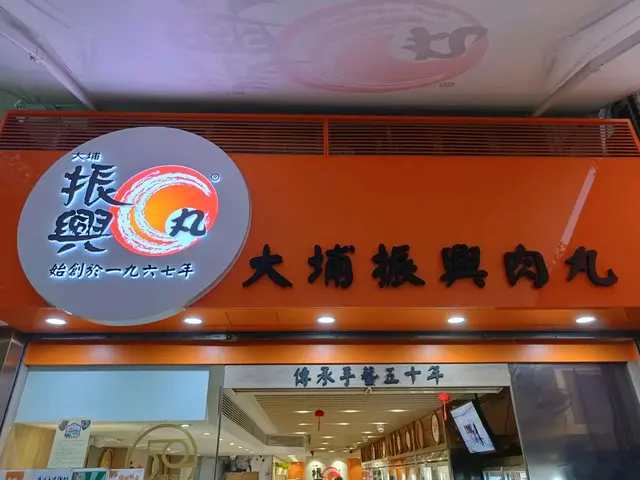 大埔
振興
丸®
始創於一九六七年
大埔振興肉丸
傳承手藝五十年
50